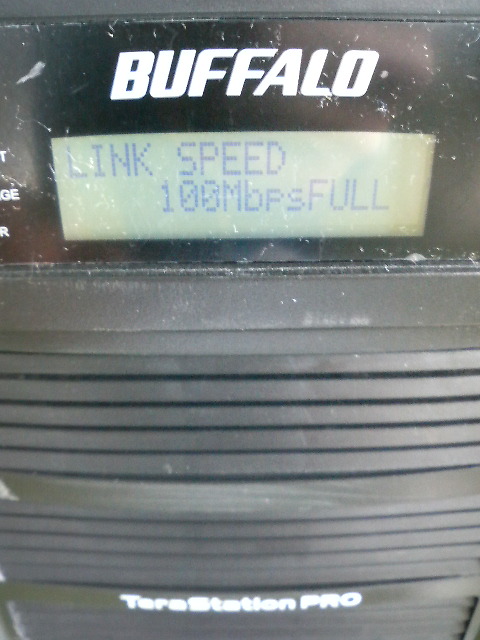 BUFFALO
LINK SPEED
100MbpsFULL
TeraStation PRO